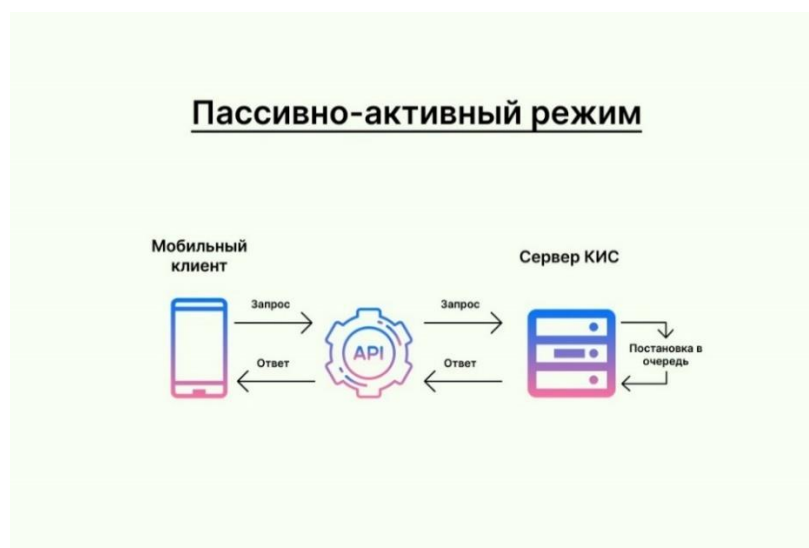 Пассивно-активный режим
Мобильный
клиент
Сервер КИС
Запрос
Запрос
API
Постановка в
очередь
Ответ
Ответ